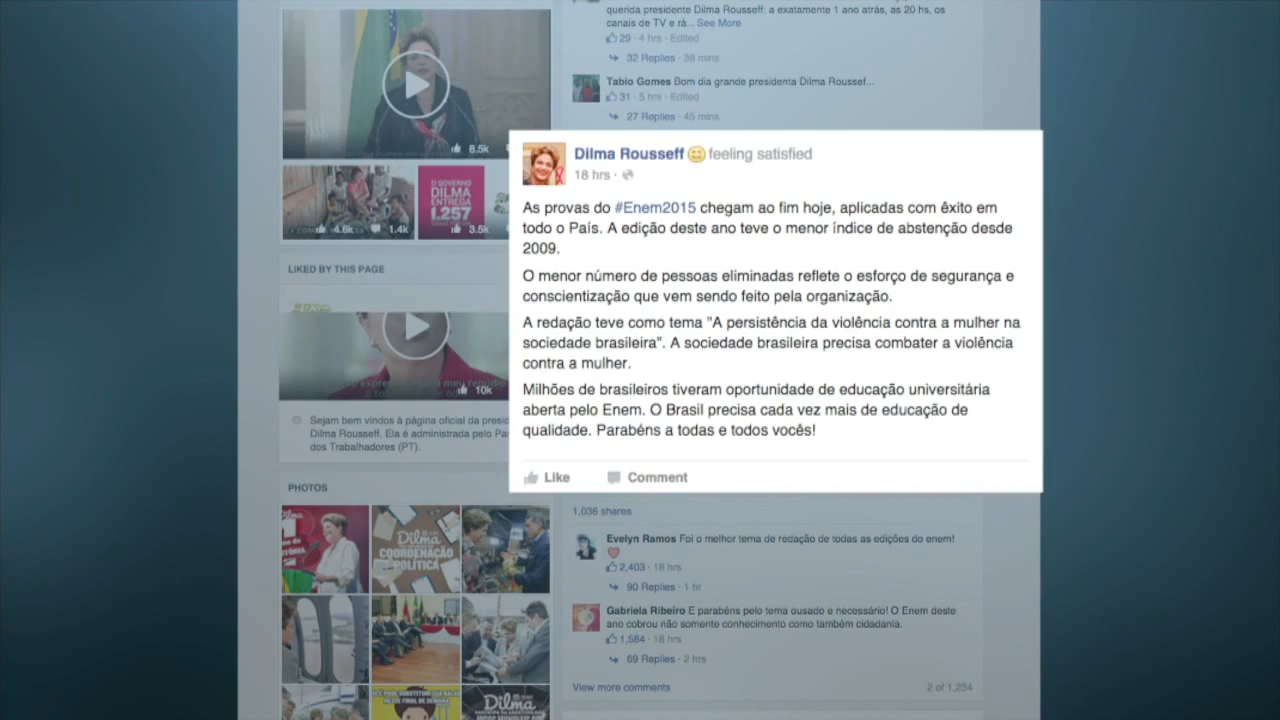 querida presidente Dilma Rousseff: a exatamente 1 ano atrás, as 20 hs, os
canais de TV e rá... See More
29 · 4 hrs · Edited
32 Replies · 38 mins
Tabio Gomes Bom dia grande presidenta Dilma Roussef...
31 · 5 hrs · Edited
27 Replies · 45 mins
8.5k
4.6k 1.4k
O GOVERNO
DILMA
ENTREGA
1.257
3.5k
LIKED BY THIS PAGE
meu repúdio
10k
Sejam bem vindos à página oficial da presid
Dilma Rousseff. Ela é administrada pelo Pa
dos Trabalhadores (PT).
PHOTOS
Dilma
COORDENAÇÃO
POLÍTICA
Dilma
Dilma Rousseff feeling satisfied
18 hrs ·
As provas do #Enem2015 chegam ao fim hoje, aplicadas com êxito em
todo o País. A edição deste ano teve o menor índice de abstenção desde
2009.
O menor número de pessoas eliminadas reflete o esforço de segurança e
conscientização que vem sendo feito pela organização.
A redação teve como tema "A persistência da violência contra a mulher na
sociedade brasileira". A sociedade brasileira precisa combater a violência
contra a mulher.
Milhões de brasileiros tiveram oportunidade de educação universitária
aberta pelo Enem. O Brasil precisa cada vez mais de educação de
qualidade. Parabéns a todas e todos vocês!
Like Comment
1,036 shares
Evelyn Ramos Foi o melhor tema de redação de todas as edições do enem!
2,403 · 18 hrs
90 Replies · 1 hr
Gabriela Ribeiro E parabéns pelo tema ousado e necessário! O Enem deste
ano cobrou não somente conhecimento como também cidadania.
1,584 · 18 hrs
69 Replies · 2 hrs
View more comments 2 of 1,234